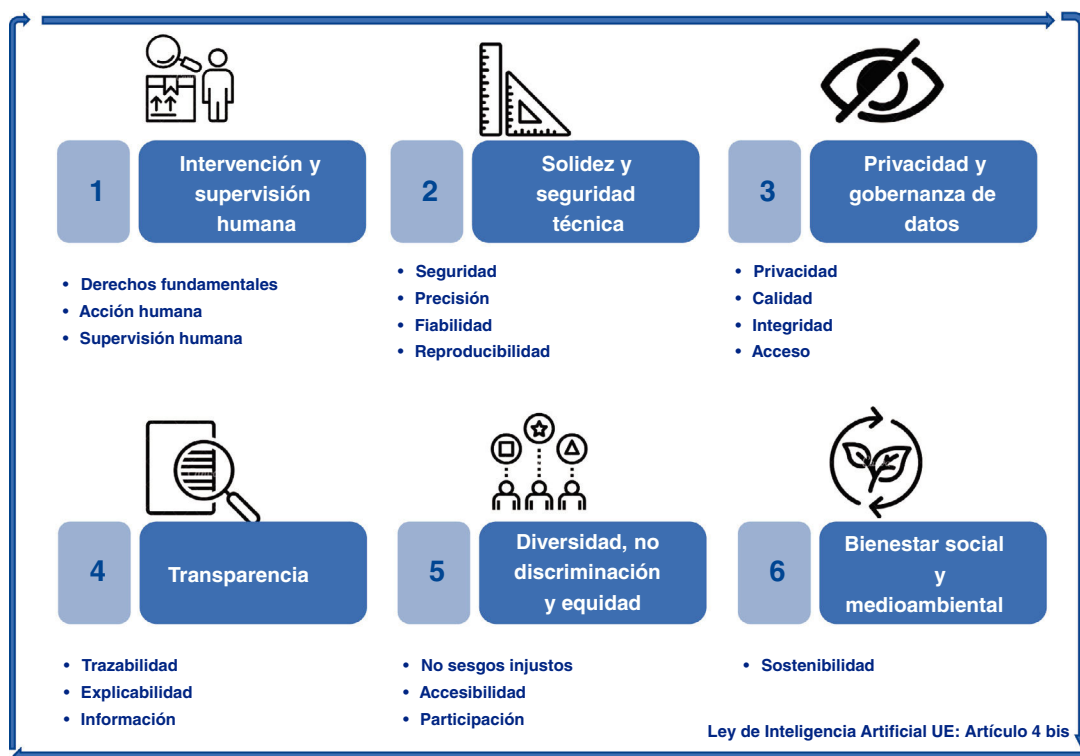 1
Intervención y
supervisión
humana
• Derechos fundamentales
• Acción humana
• Supervisión humana
2
Solidez y
seguridad
técnica
• Seguridad
• Precisión
• Fiabilidad
• Reproducibilidad
3
Privacidad y
gobernanza de
datos
• Privacidad
• Calidad
• Integridad
• Acceso
4
Transparencia
• Trazabilidad
• Explicabilidad
• Información
5
Diversidad, no
discriminación
y equidad
• No sesgos injustos
• Accesibilidad
• Participación
6
Bienestar social
y
medioambiental
• Sostenibilidad
Ley de Inteligencia Artificial UE: Artículo 4 bis